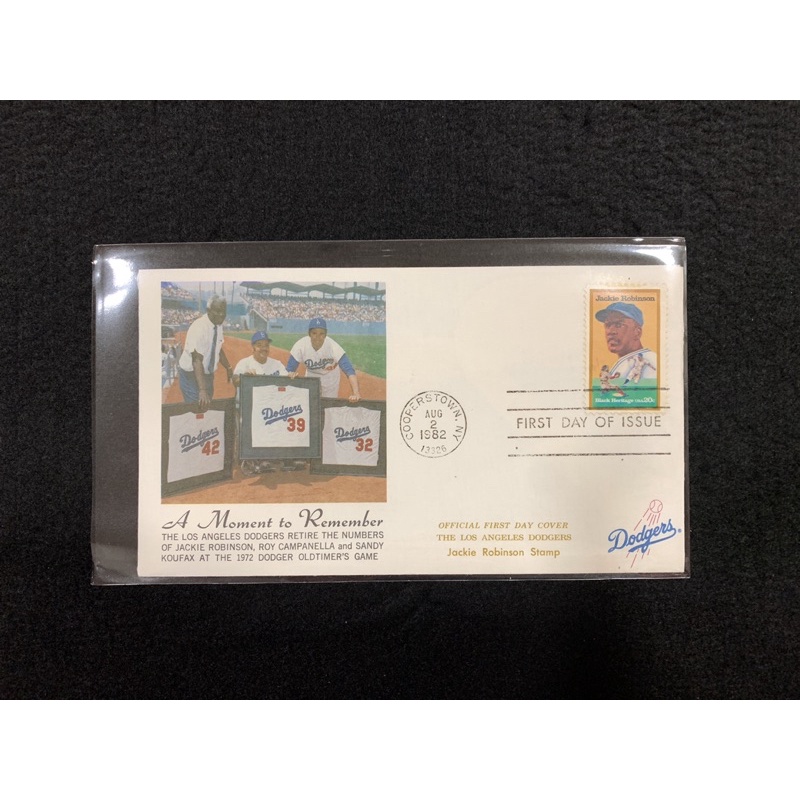 Dodgers
42
Dodgers
39
Dodgers
32
A Moment to Remember
THE LOS ANGELES DODGERS RETIRE THE NUMBERS
OF JACKIE ROBINSON, ROY CAMPANELLA and SANDY
KOUFAX AT THE 1972 DODGER OLDTIMER'S GAME
COOPERSTOWN, NY
AUG
2
1982
13326
Jackie Robinson
Black Heritage USA 20c
FIRST DAY OF ISSUE
OFFICIAL FIRST DAY COVER
THE LOS ANGELES DODGERS
Jackie Robinson Stamp
Dodgers®